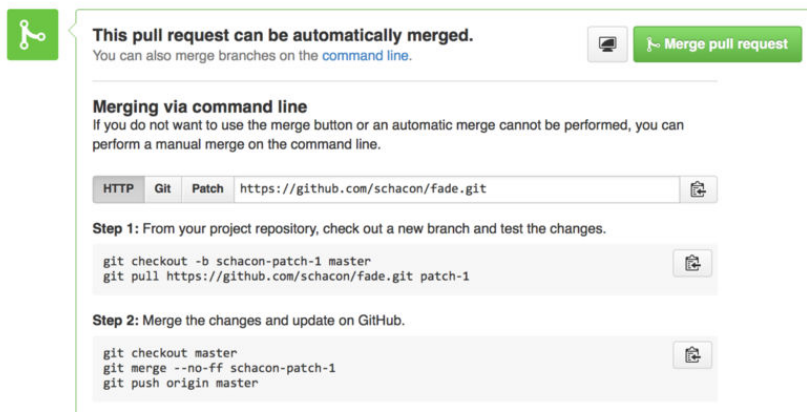 This pull request can be automatically merged.
You can also merge branches on the command line.
Merge pull request
Merging via command line
If you do not want to use the merge button or an automatic merge cannot be performed, you can
perform a manual merge on the command line.
HTTP Git Patch https://github.com/schacon/fade.git
Step 1: From your project repository, check out a new branch and test the changes.
git checkout -b schacon-patch-1 master
git pull https://github.com/schacon/fade.git patch-1
Step 2: Merge the changes and update on GitHub.
git checkout master
git merge --no-ff schacon-patch-1
git push origin master